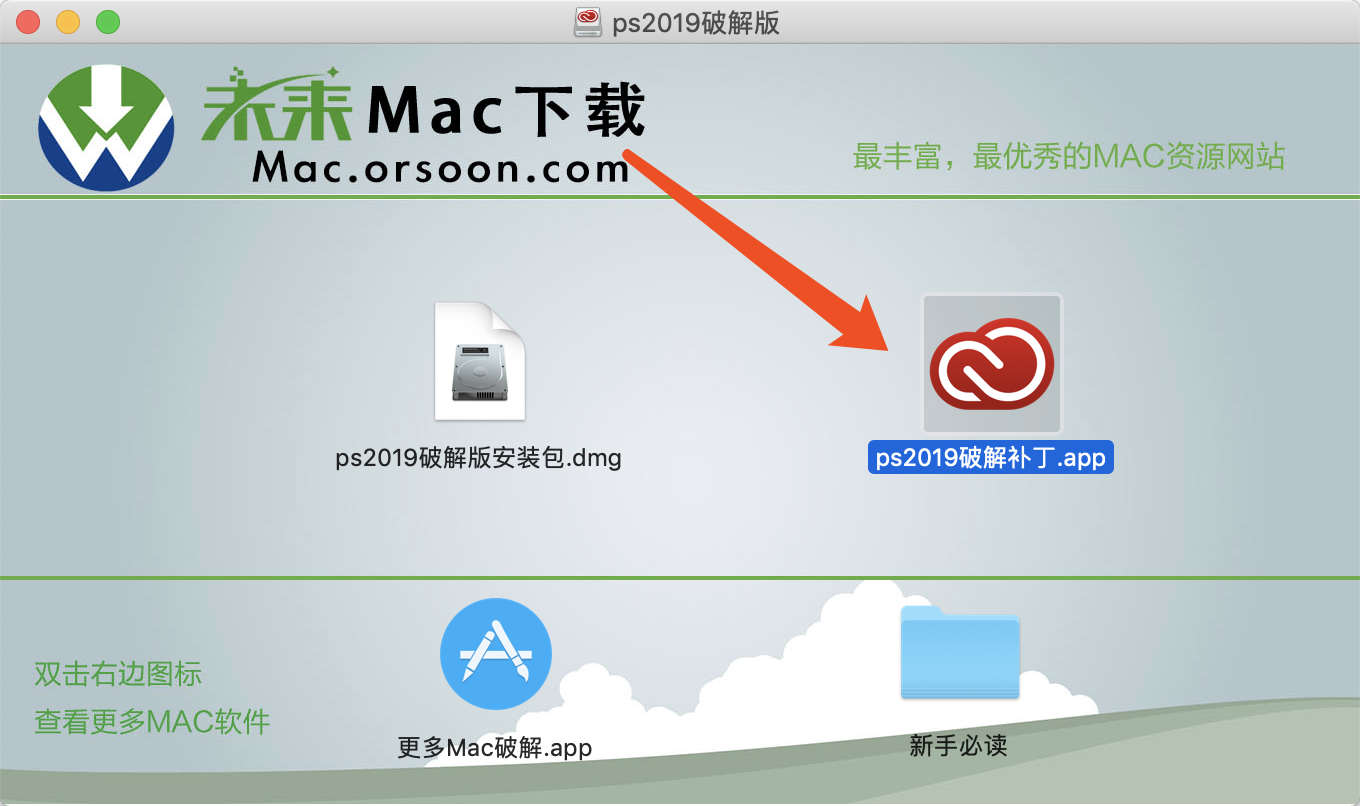 ps2019破解版
未来Mac下载
Mac.orsoon.com
最丰富，最优秀的MAC资源网站
ps2019破解版安装包.dmg
ps2019破解补丁.app
双击右边图标
查看更多MAC软件
更多Mac破解.app
新手必读